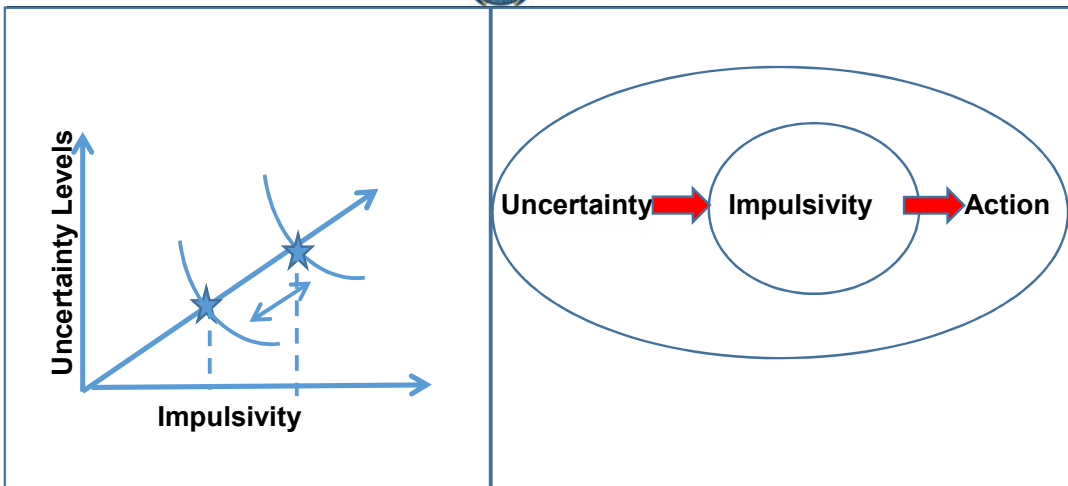 Uncertainty Levels
Impulsivity
Uncertainty
Impulsivity
Action